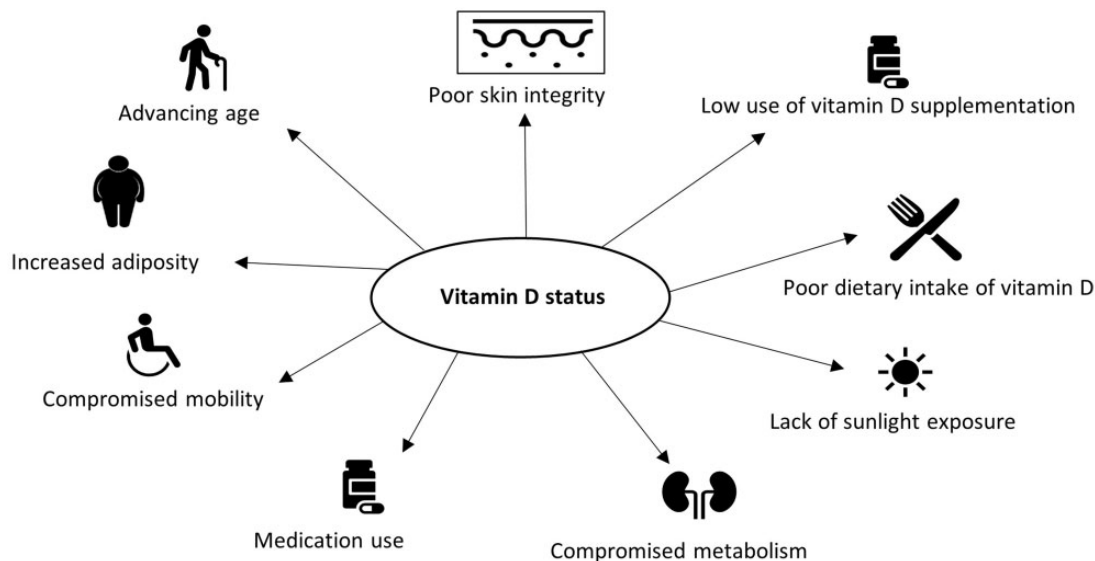 Poor skin integrity
Advancing age
Low use of vitamin D supplementation
Increased adiposity
Vitamin D status
Poor dietary intake of vitamin D
Compromised mobility
Lack of sunlight exposure
Medication use
Compromised metabolism